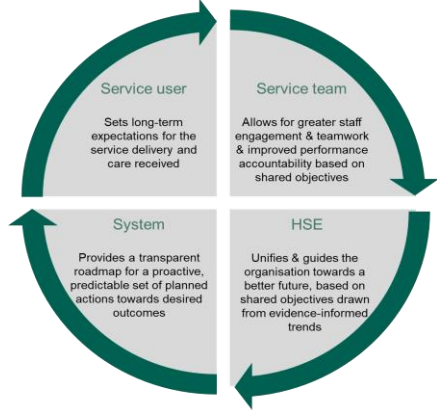 Service user
Sets long-term
expectations for the
service delivery and
care received
Service team
Allows for greater staff
engagement & teamwork
& improved performance
accountability based on
shared objectives
System
Provides a transparent
roadmap for a proactive,
predictable set of planned
actions towards desired
outcomes
HSE
Unifies & guides the
organisation towards a
better future, based on
shared objectives drawn
from evidence-informed
trends